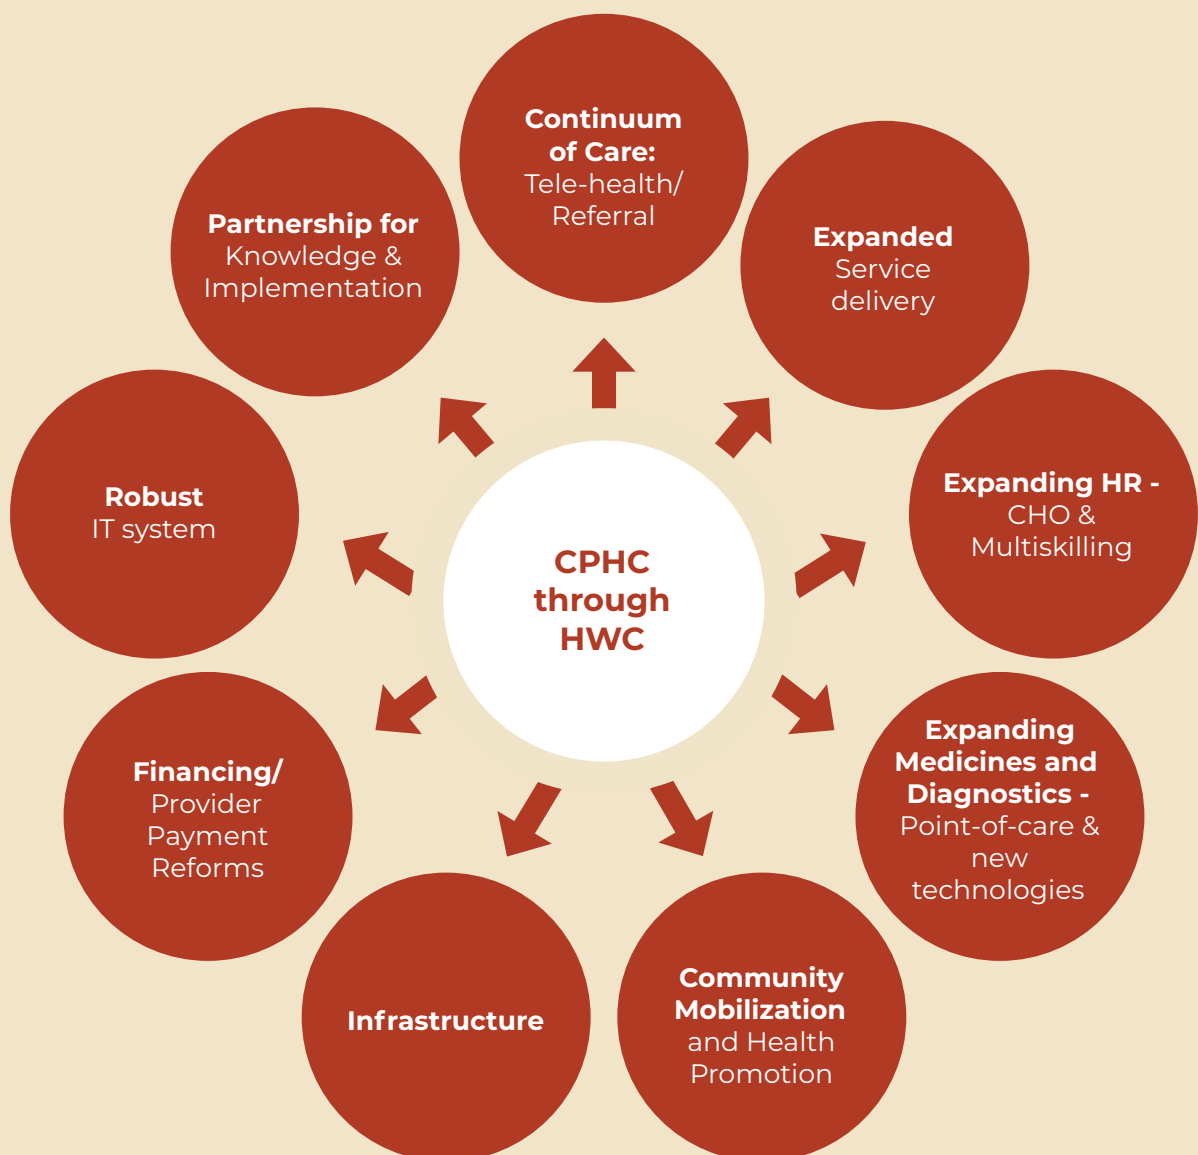 Continuum
of Care:
Tele-health/
Referral
Partnership for
Knowledge &
Implementation
Expanded
Service
delivery
Robust
IT system
Expanding HR -
CHO &
Multiskilling
CPHC
through
HWC
Financing/
Provider
Payment
Reforms
Expanding
Medicines and
Diagnostics -
Point-of-care &
new
technologies
Infrastructure
Community
Mobilization
and Health
Promotion